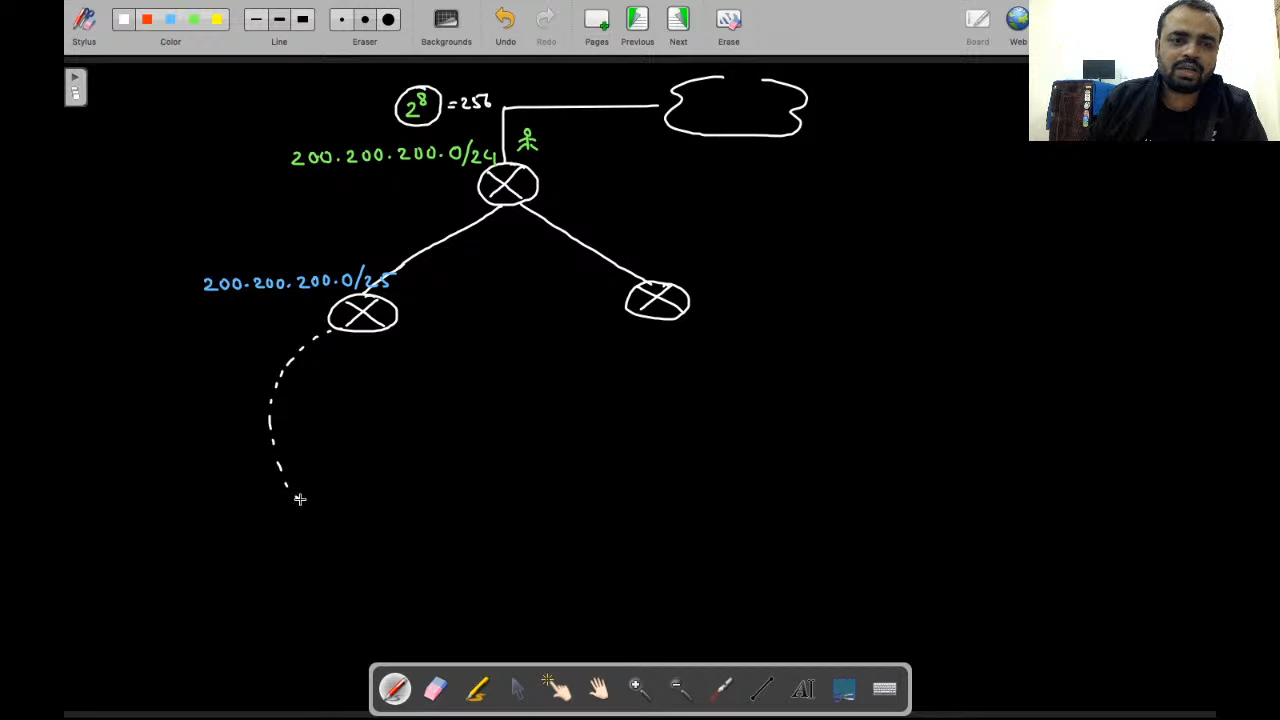 Stylus Color Line Eraser Backgrounds Undo Redo Pages Previous Next Erase Board Web
2⁸ = 256
200.200.200.0/24
200.200.200.0/25
AI